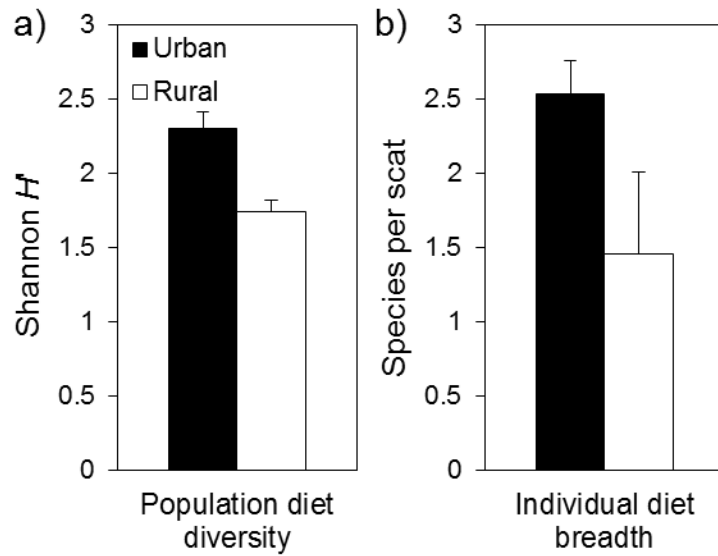 a)
3
2.5
2
1.5
1
0.5
0
Shannon H'
Urban
Rural
Population diet
diversity
b)
3
2.5
2
1.5
1
0.5
0
Species per scat
Individual diet
breadth